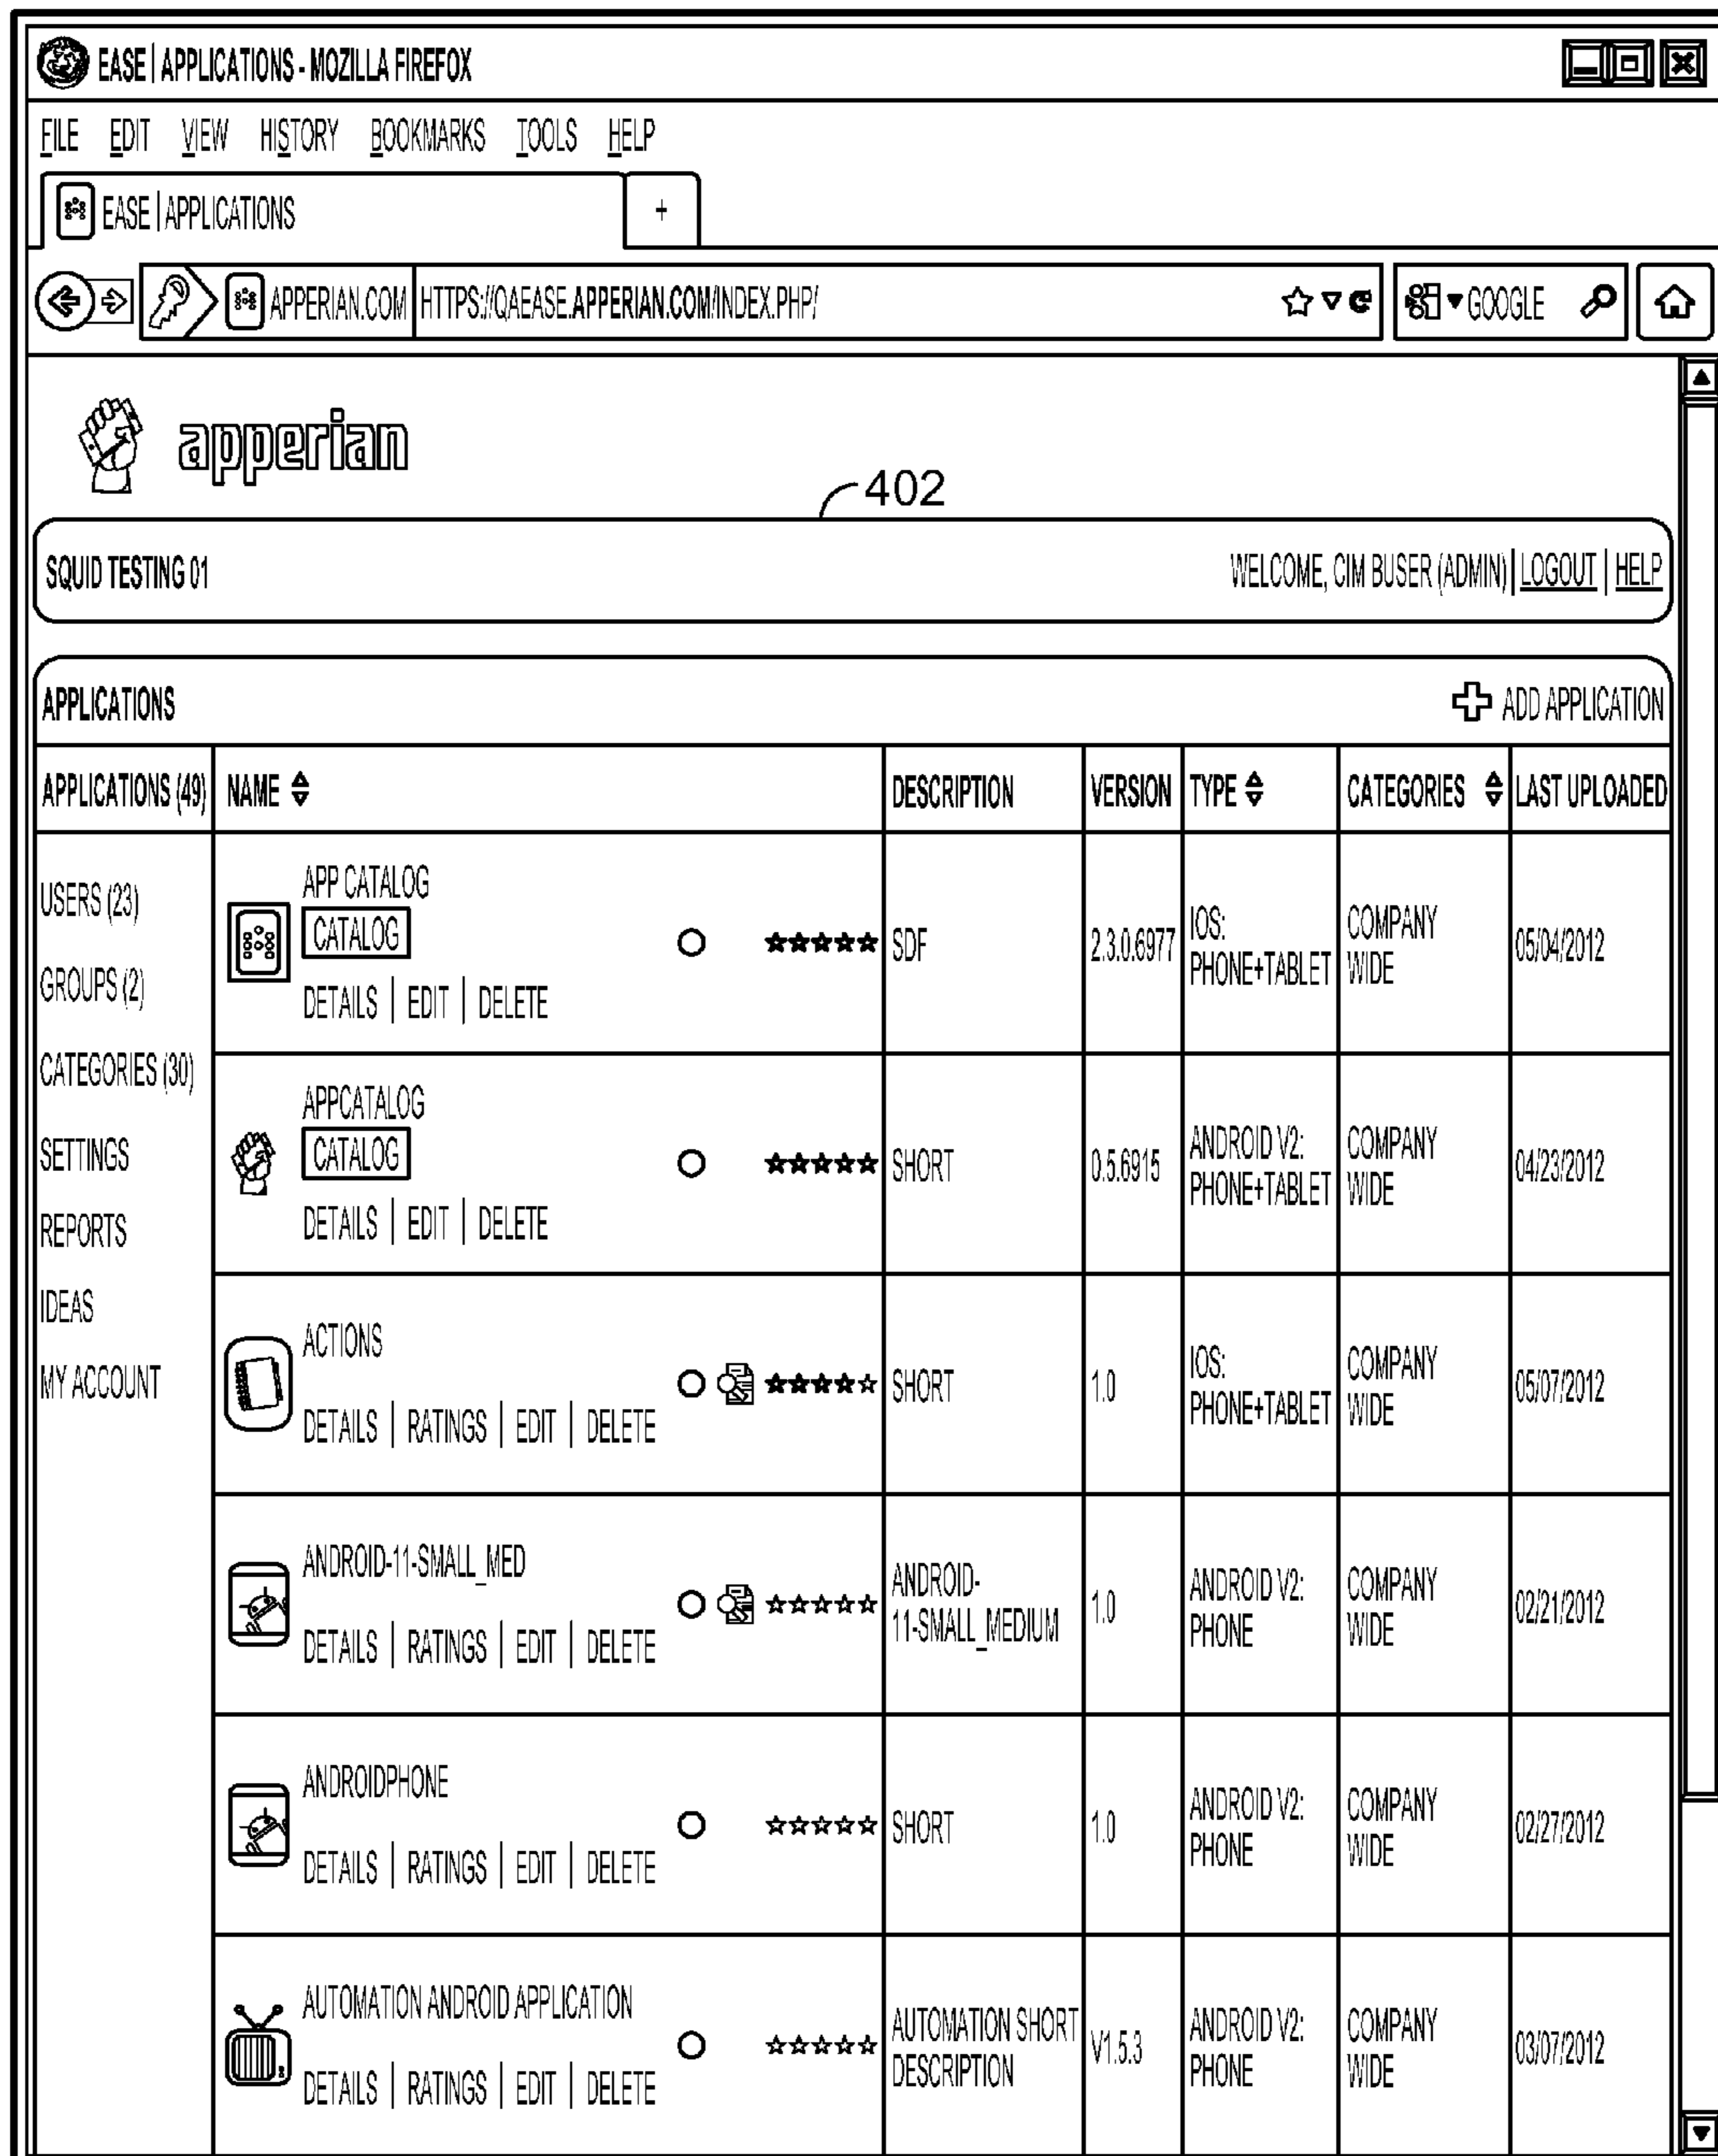 EASE | APPLICATIONS - MOZILLA FIREFOX
FILE EDIT VIEW HISTORY BOOKMARKS TOOLS HELP
EASE | APPLICATIONS
+
APPERIAN.COM HTTPS://QAEASE.APPERIAN.COM/INDEX.PHP/ GOOGLE
apperian
402
SQUID TESTING 01 WELCOME, CIM BUSER (ADMIN) | LOGOUT | HELP
APPLICATIONS ADD APPLICATION
APPLICATIONS (49) NAME DESCRIPTION VERSION TYPE CATEGORIES LAST UPLOADED
USERS (23)
GROUPS (2)
CATEGORIES (30)
SETTINGS
REPORTS
IDEAS
MY ACCOUNT
APP CATALOG
CATALOG
DETAILS | EDIT | DELETE
SDF
2.3.0.6977
IOS:
PHONE+TABLET
COMPANY
WIDE
05/04/2012
APPCATALOG
CATALOG
DETAILS | EDIT | DELETE
SHORT
0.5.6915
ANDROID V2:
PHONE+TABLET
COMPANY
WIDE
04/23/2012
ACTIONS
DETAILS | RATINGS | EDIT | DELETE
SHORT
1.0
IOS:
PHONE+TABLET
COMPANY
WIDE
05/07/2012
ANDROID-11-SMALL_MED
DETAILS | RATINGS | EDIT | DELETE
ANDROID-
11-SMALL_MEDIUM
1.0
ANDROID V2:
PHONE
COMPANY
WIDE
02/21/2012
ANDROIDPHONE
DETAILS | RATINGS | EDIT | DELETE
SHORT
1.0
ANDROID V2:
PHONE
COMPANY
WIDE
02/27/2012
AUTOMATION ANDROID APPLICATION
DETAILS | RATINGS | EDIT | DELETE
AUTOMATION SHORT
DESCRIPTION
V1.5.3
ANDROID V2:
PHONE
COMPANY
WIDE
03/07/2012